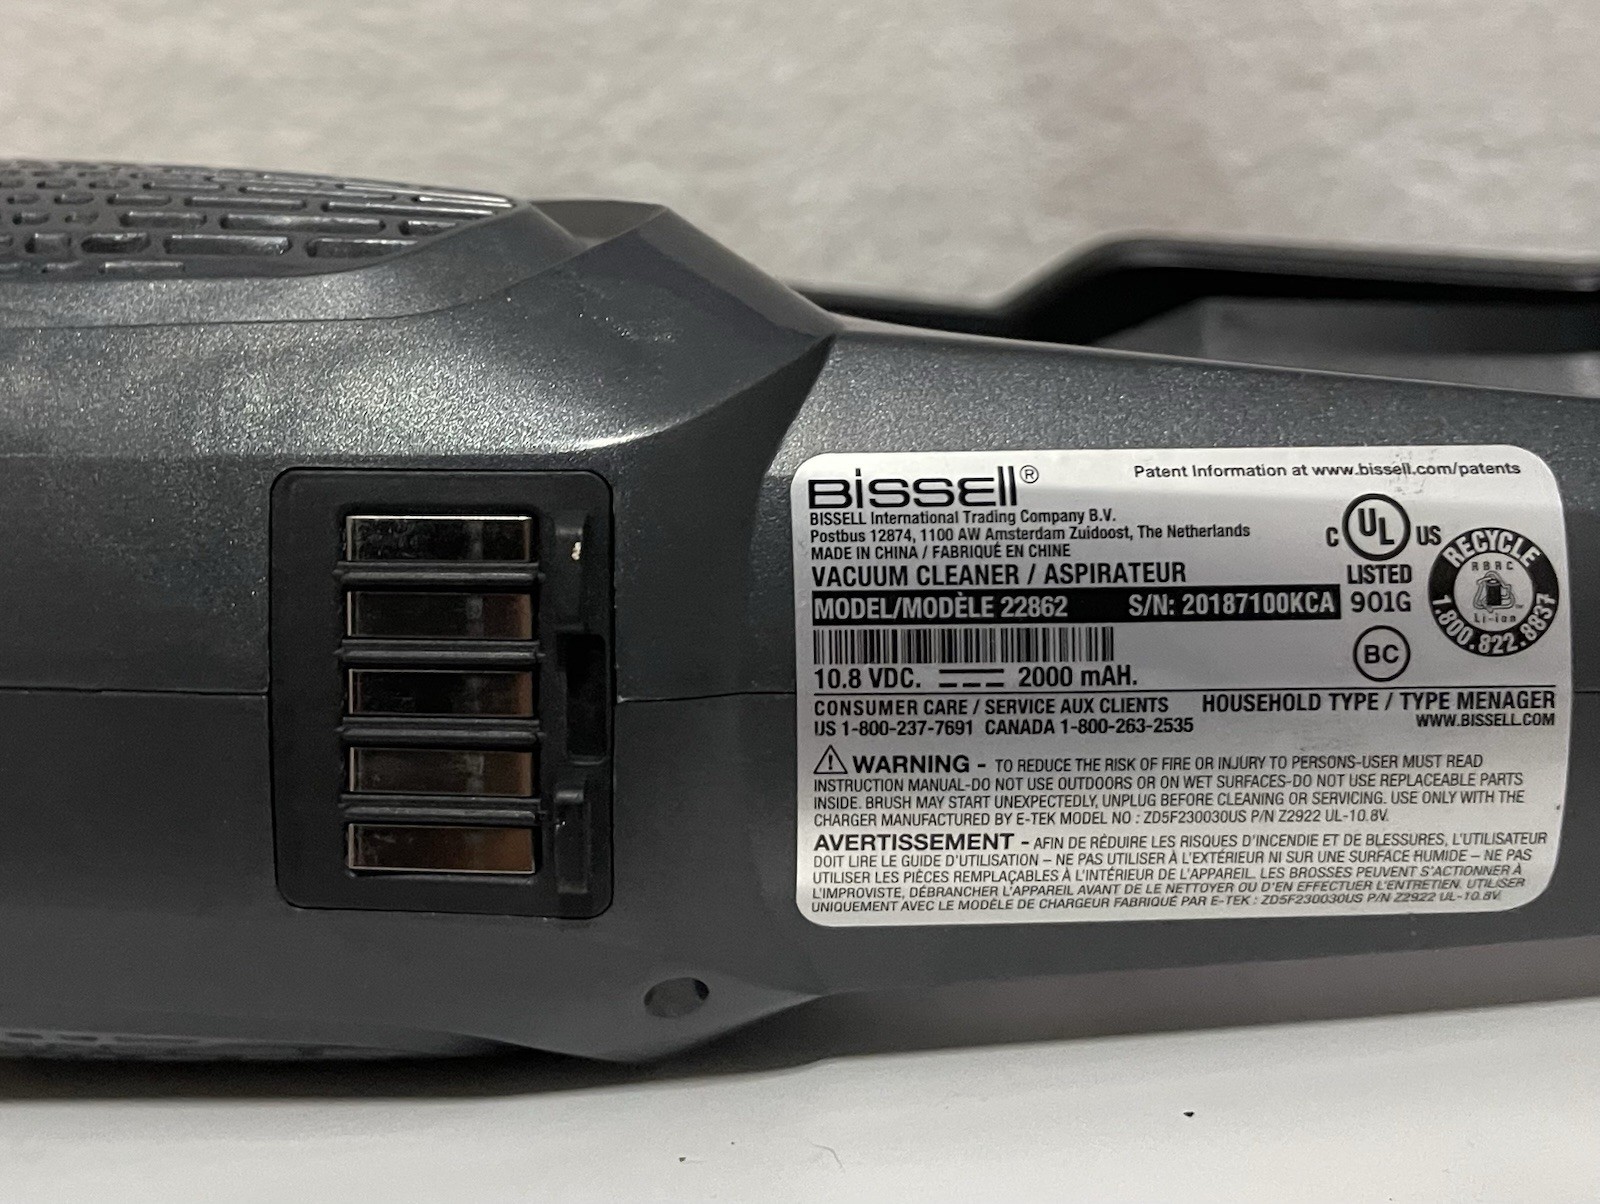 BISSELL®
Patent Information at www.bissell.com/patents
BISSELL International Trading Company B.V.
Postbus 12874, 1100 AW Amsterdam Zuidoost, The Netherlands
MADE IN CHINA / FABRIQUÉ EN CHINE
VACUUM CLEANER / ASPIRATEUR
MODEL/MODÈLE 22862 S/N: 20187100KCA
C UL US
LISTED
901G
BC
RECYCLE
RBRC
Li-ion
1.800.822.8837
10.8 VDC. 2000 mAH.
CONSUMER CARE / SERVICE AUX CLIENTS HOUSEHOLD TYPE / TYPE MENAGER
US 1-800-237-7691 CANADA 1-800-263-2535 WWW.BISSELL.COM
WARNING - TO REDUCE THE RISK OF FIRE OR INJURY TO PERSONS-USER MUST READ
INSTRUCTION MANUAL-DO NOT USE OUTDOORS OR ON WET SURFACES-DO NOT USE REPLACEABLE PARTS
INSIDE. BRUSH MAY START UNEXPECTEDLY, UNPLUG BEFORE CLEANING OR SERVICING. USE ONLY WITH THE
CHARGER MANUFACTURED BY E-TEK MODEL NO : ZD5F230030US P/N Z2922 UL-10.8V.
AVERTISSEMENT - AFIN DE RÉDUIRE LES RISQUES D'INCENDIE ET DE BLESSURES, L'UTILISATEUR
DOIT LIRE LE GUIDE D'UTILISATION – NE PAS UTILISER À L'EXTÉRIEUR NI SUR UNE SURFACE HUMIDE – NE PAS
UTILISER LES PIÈCES REMPLAÇABLES À L'INTÉRIEUR DE L'APPAREIL. LES BROSSES PEUVENT S'ACTIONNER À
L'IMPROVISTE, DÉBRANCHER L'APPAREIL AVANT DE LE NETTOYER OU D'EN EFFECTUER L'ENTRETIEN. UTILISER
UNIQUEMENT AVEC LE MODÈLE DE CHARGEUR FABRIQUÉ PAR E-TEK : ZD5F230030US P/N Z2922 UL-10.8V.